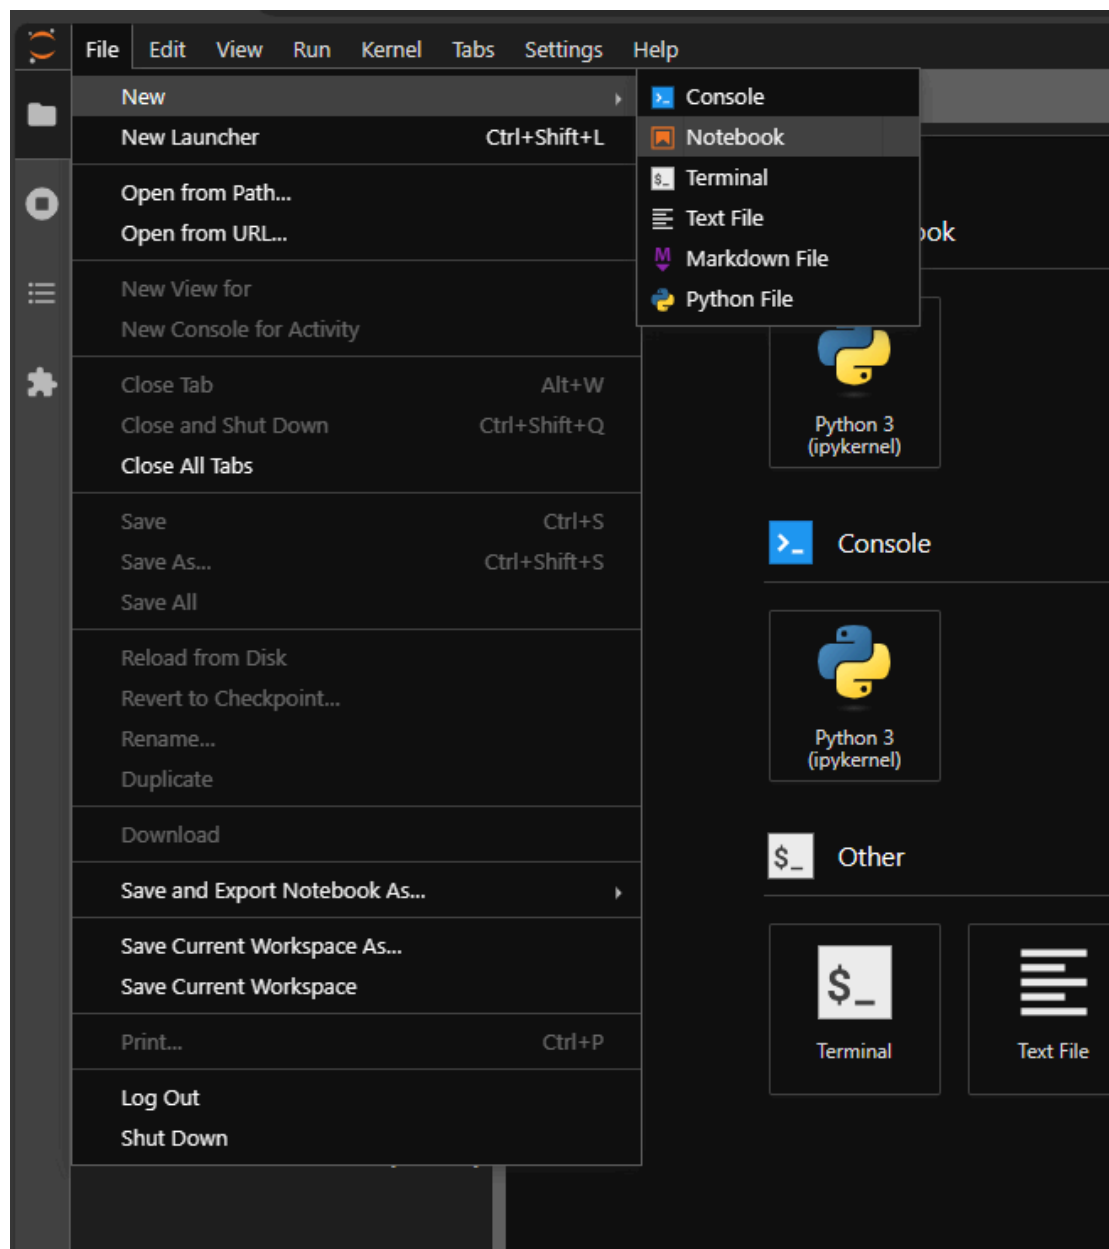 File Edit View Run Kernel Tabs Settings Help
New
New Launcher Ctrl+Shift+L
Open from Path...
Open from URL...
New View for
New Console for Activity
Close Tab Alt+W
Close and Shut Down Ctrl+Shift+Q
Close All Tabs
Save Ctrl+S
Save As... Ctrl+Shift+S
Save All
Reload from Disk
Revert to Checkpoint...
Rename...
Duplicate
Download
Save and Export Notebook As...
Save Current Workspace As...
Save Current Workspace
Print... Ctrl+P
Log Out
Shut Down
Console
Notebook
$_ Terminal
Text File
M Markdown File
Python File
ook
Python 3
(ipykernel)
Console
Python 3
(ipykernel)
$_ Other
$_
Terminal
Text File